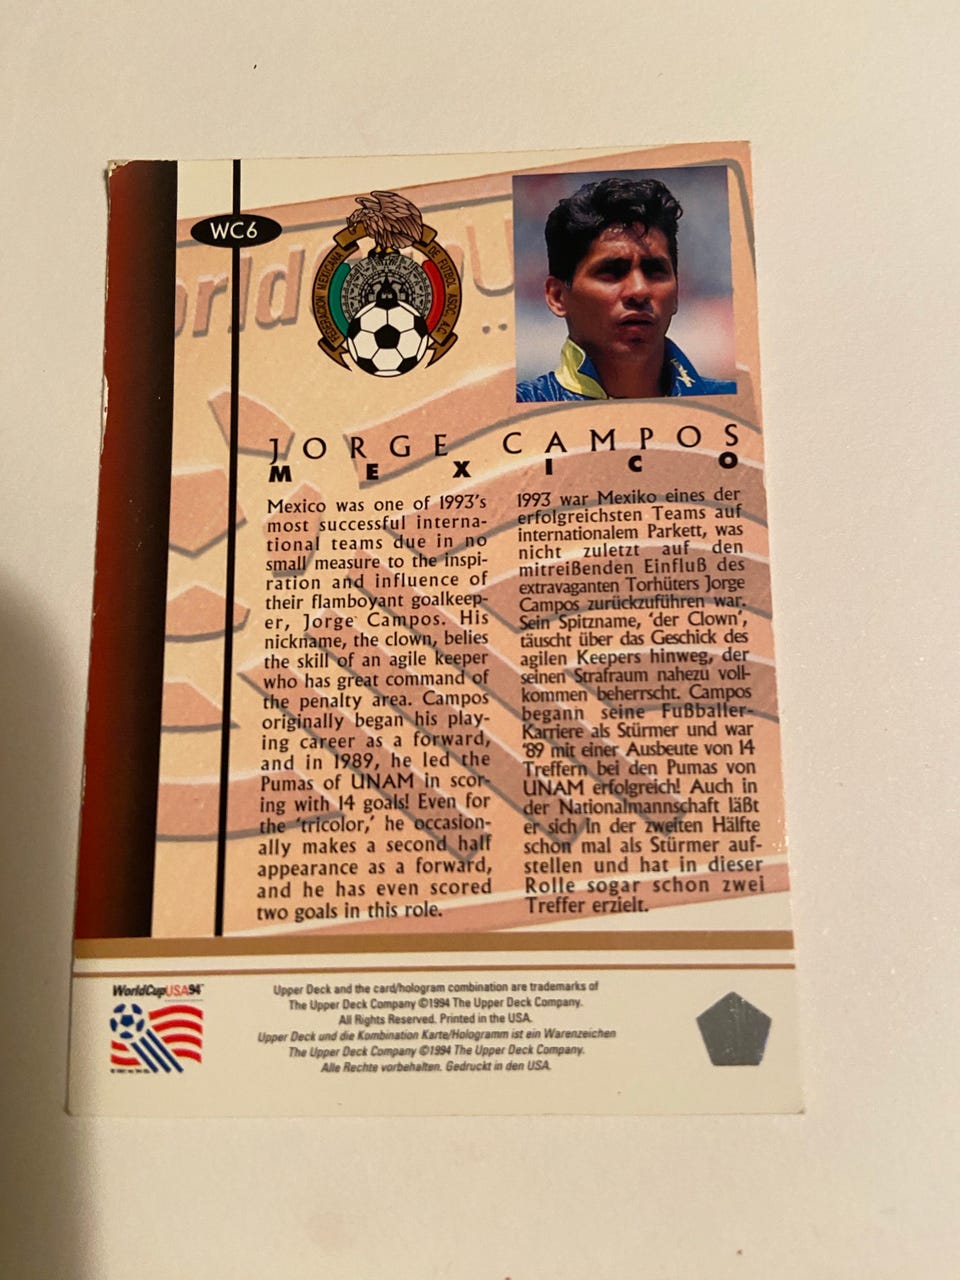 WC6
orld
FEDERACION MEXICANA DE FUTBOL ASOC. A.C.
JORGE CAMPOS
MEXICO
Mexico was one of 1993's
most successful interna-
tional teams due in no
small measure to the inspi-
ration and influence of
their flamboyant goalkeep-
er, Jorge Campos. His
nickname, the clown, belies
the skill of an agile keeper
who has great command of
the penalty area. Campos
originally began his play-
ing career as a forward,
and in 1989, he led the
Pumas of UNAM in scor-
ing with 14 goals! Even for
the 'tricolor,' he occasion-
ally makes a second half
appearance as a forward,
and he has even scored
two goals in this role.
1993 war Mexiko eines der
erfolgreichsten Teams auf
internationalem Parkett, was
nicht zuletzt auf den
mitreißenden Einfluß des
extravaganten Torhüters Jorge
Campos zurückzuführen war.
Sein Spitzname, 'der Clown',
täuscht über das Geschick des
agilen Keepers hinweg, der
seinen Strafraum nahezu voll-
kommen beherrscht. Campos
begann seine Fußballer-
Karriere als Stürmer und war
'89 mit einer Ausbeute von 14
Treffern bei den Pumas von
UNAM erfolgreich! Auch in
der Nationalmannschaft läßt
er sich in der zweiten Hälfte
schon mal als Stürmer auf-
stellen und hat in dieser
Rolle sogar schon zwei
Treffer erzielt.
WorldCupUSA94
Upper Deck and the card/hologram combination are trademarks of
The Upper Deck Company ©1994 The Upper Deck Company.
All Rights Reserved. Printed in the USA.
Upper Deck und die Kombination Karte/Hologramm ist ein Warenzeichen
The Upper Deck Company ©1994 The Upper Deck Company.
Alle Rechte vorbehalten. Gedruckt in den USA.